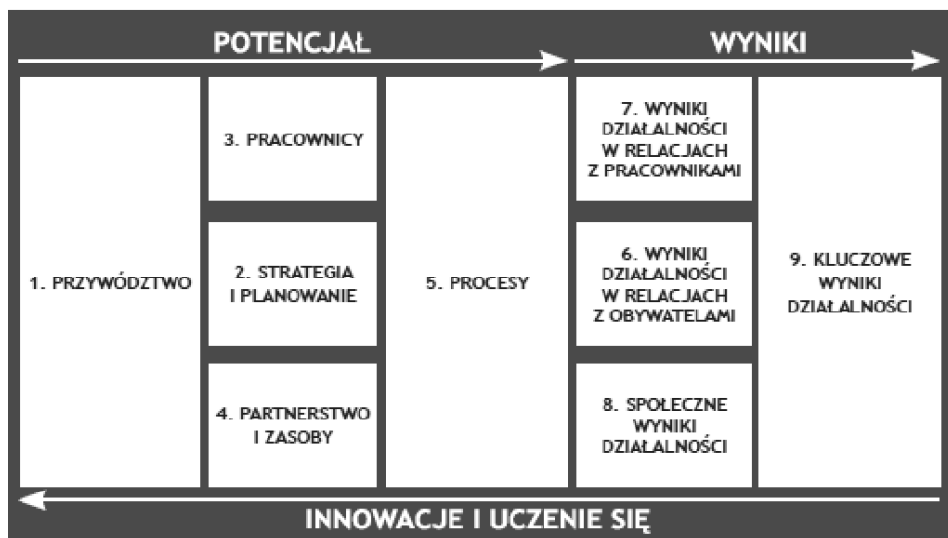 POTENCJAŁ
WYNIKI
1. PRZYWÓDZTWO
3. PRACOWNICY
2. STRATEGIA
I PLANOWANIE
4. PARTNERSTWO
I ZASOBY
5. PROCESY
7. WYNIKI
DZIAŁALNOŚCI
W RELACJACH
Z PRACOWNIKAMI
6. WYNIKI
DZIAŁALNOŚCI
W RELACJACH
Z OBYWATELAMI
8. SPOŁECZNE
WYNIKI
DZIAŁALNOŚCI
9. KLUCZOWE
WYNIKI
DZIAŁALNOŚCI
INNOWACJE I UCZENIE SIĘ